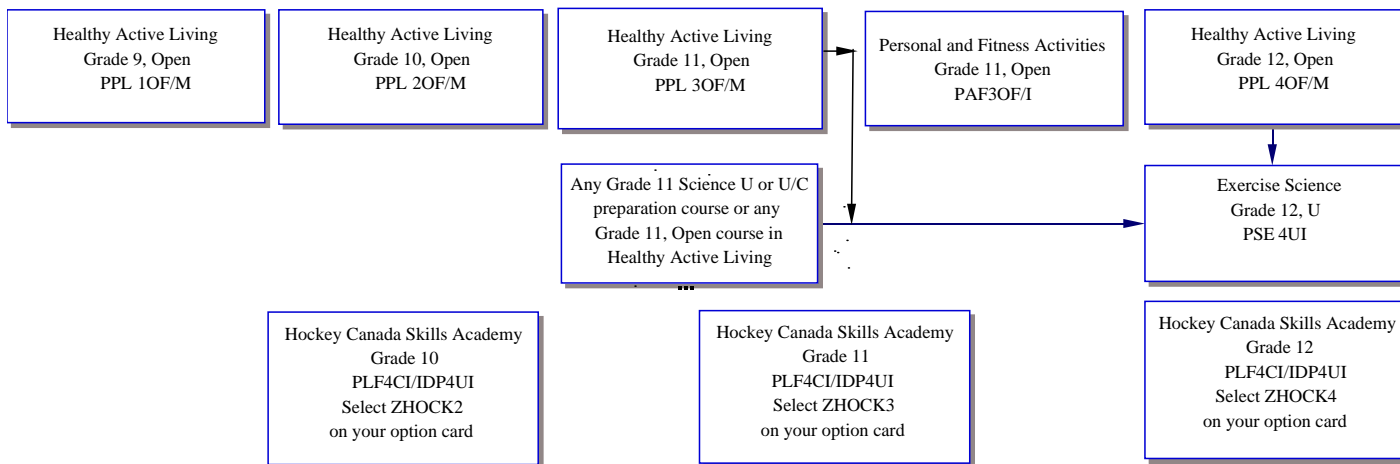 Healthy Active Living
Grade 9, Open
PPL 1OF/M
Healthy Active Living
Grade 10, Open
PPL 2OF/M
Healthy Active Living
Grade 11, Open
PPL 3OF/M
Personal and Fitness Activities
Grade 11, Open
PAF3OF/I
Healthy Active Living
Grade 12, Open
PPL 4OF/M
Any Grade 11 Science U or U/C
preparation course or any
Grade 11, Open course in
Healthy Active Living
Exercise Science
Grade 12, U
PSE 4UI
Hockey Canada Skills Academy
Grade 10
PLF4CI/IDP4UI
Select ZHOCK2
on your option card
Hockey Canada Skills Academy
Grade 11
PLF4CI/IDP4UI
Select ZHOCK3
on your option card
Hockey Canada Skills Academy
Grade 12
PLF4CI/IDP4UI
Select ZHOCK4
on your option card